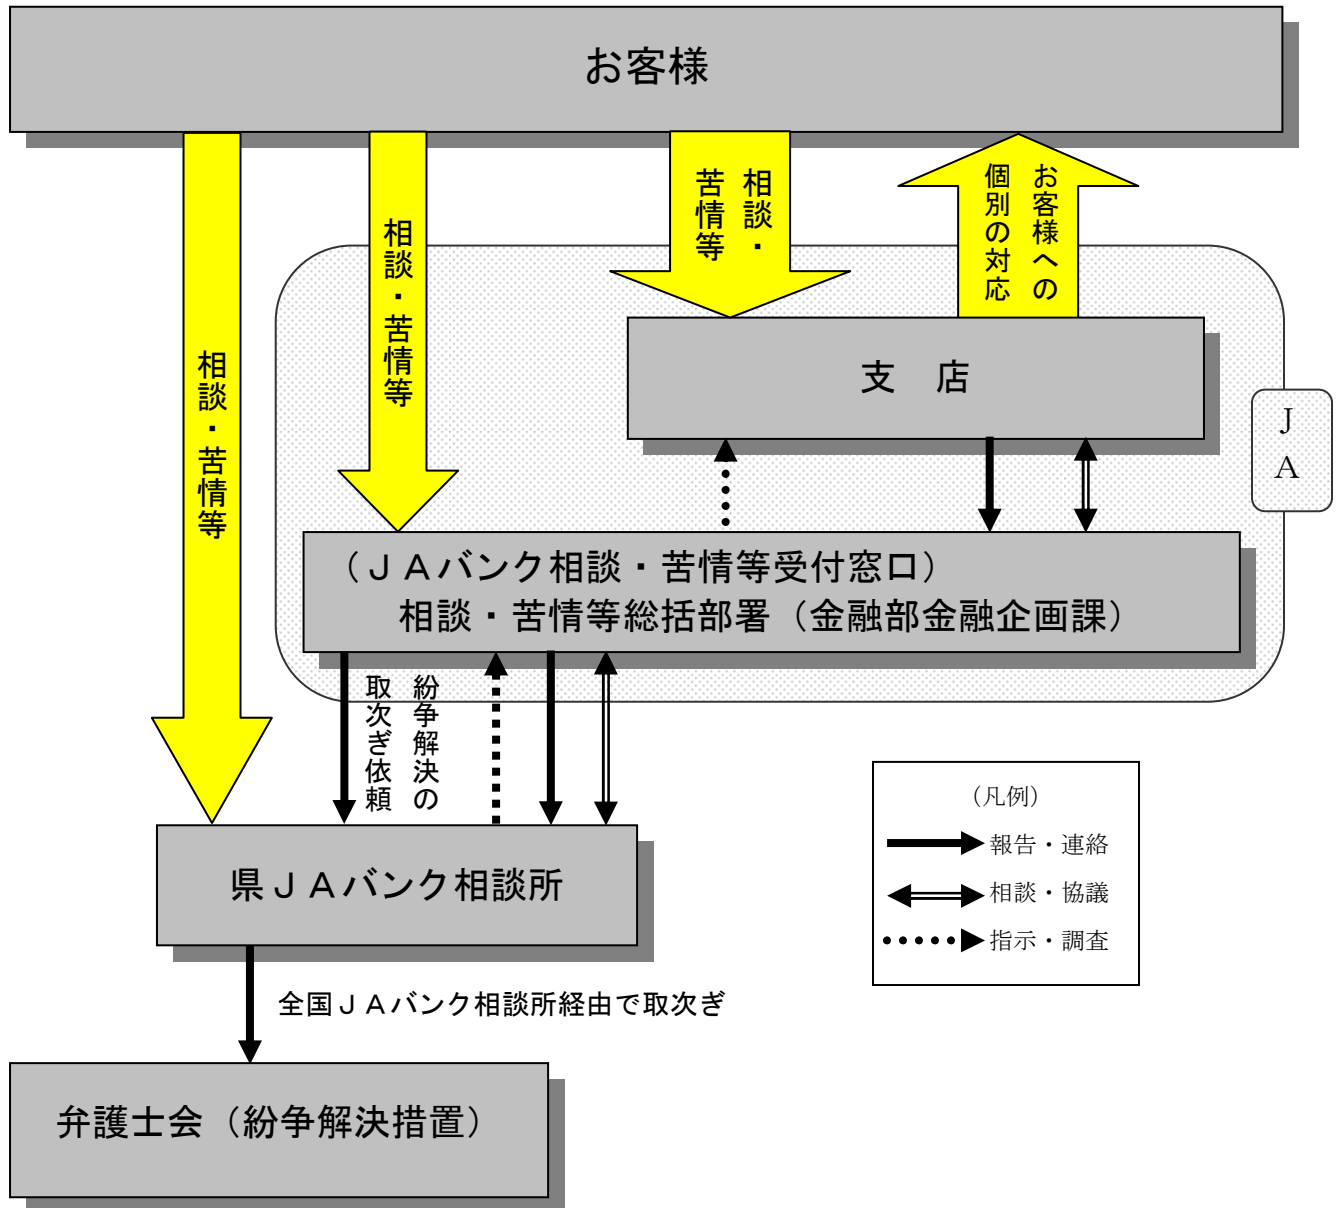 お客様
相談・苦情等
相談・苦情等
相談・
苦情等
お客様への
個別の対応
支　店
ＪＡ
（ＪＡバンク相談・苦情等受付窓口）
相談・苦情等総括部署（金融部金融企画課）
紛争解決の
取次ぎ依頼
県ＪＡバンク相談所
（凡例）
報告・連絡
相談・協議
指示・調査
全国ＪＡバンク相談所経由で取次ぎ
弁護士会（紛争解決措置）